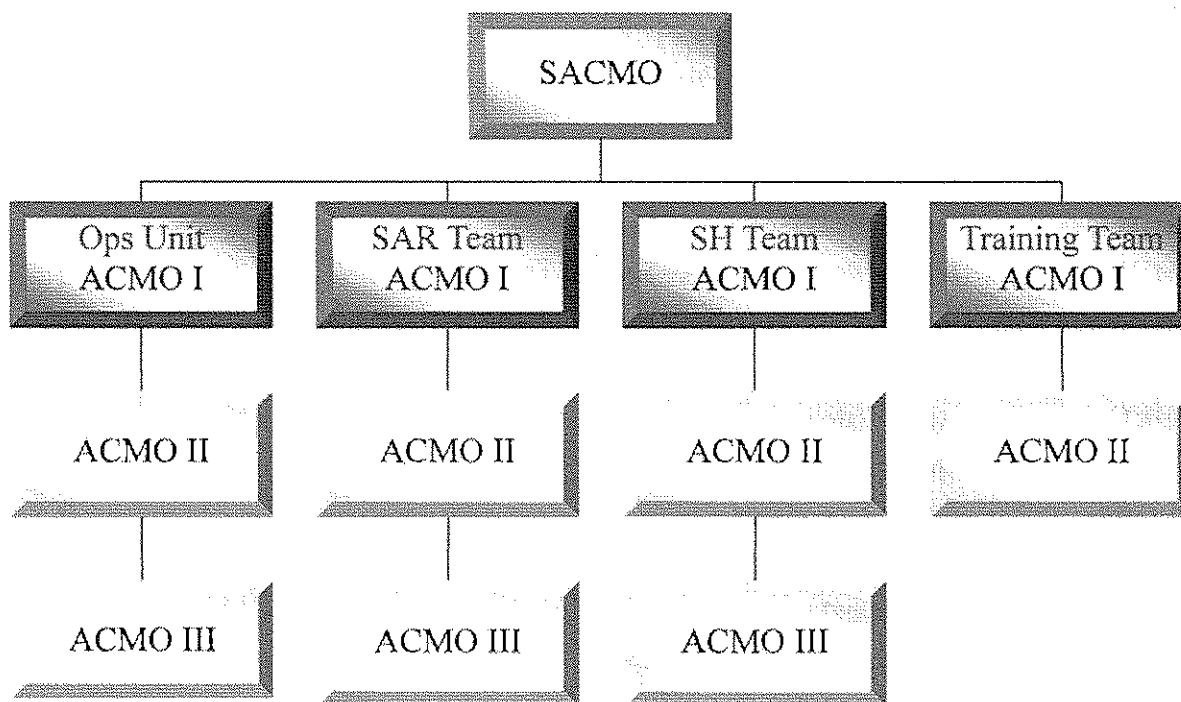 SACMO
Ops Unit
ACMO I
SAR Team
ACMO I
SH Team
ACMO I
Training Team
ACMO I
ACMO II
ACMO II
ACMO II
ACMO II
ACMO III
ACMO III
ACMO III